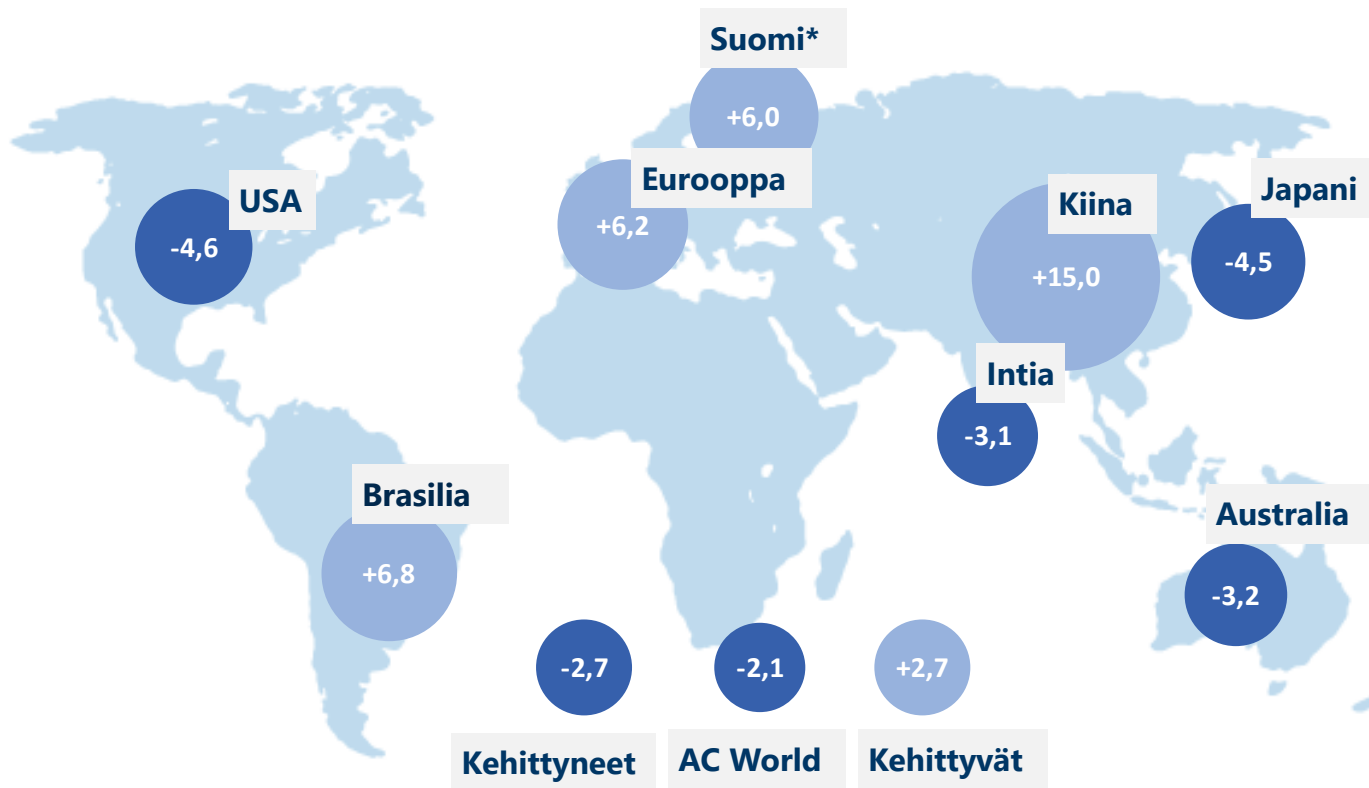 Suomi*
+6,0
Eurooppa
+6,2
USA
-4,6
Kiina
+15,0
Japani
-4,5
Intia
-3,1
Brasilia
+6,8
Australia
-3,2
-2,7
Kehittyneet
-2,1
AC World
+2,7
Kehittyvät